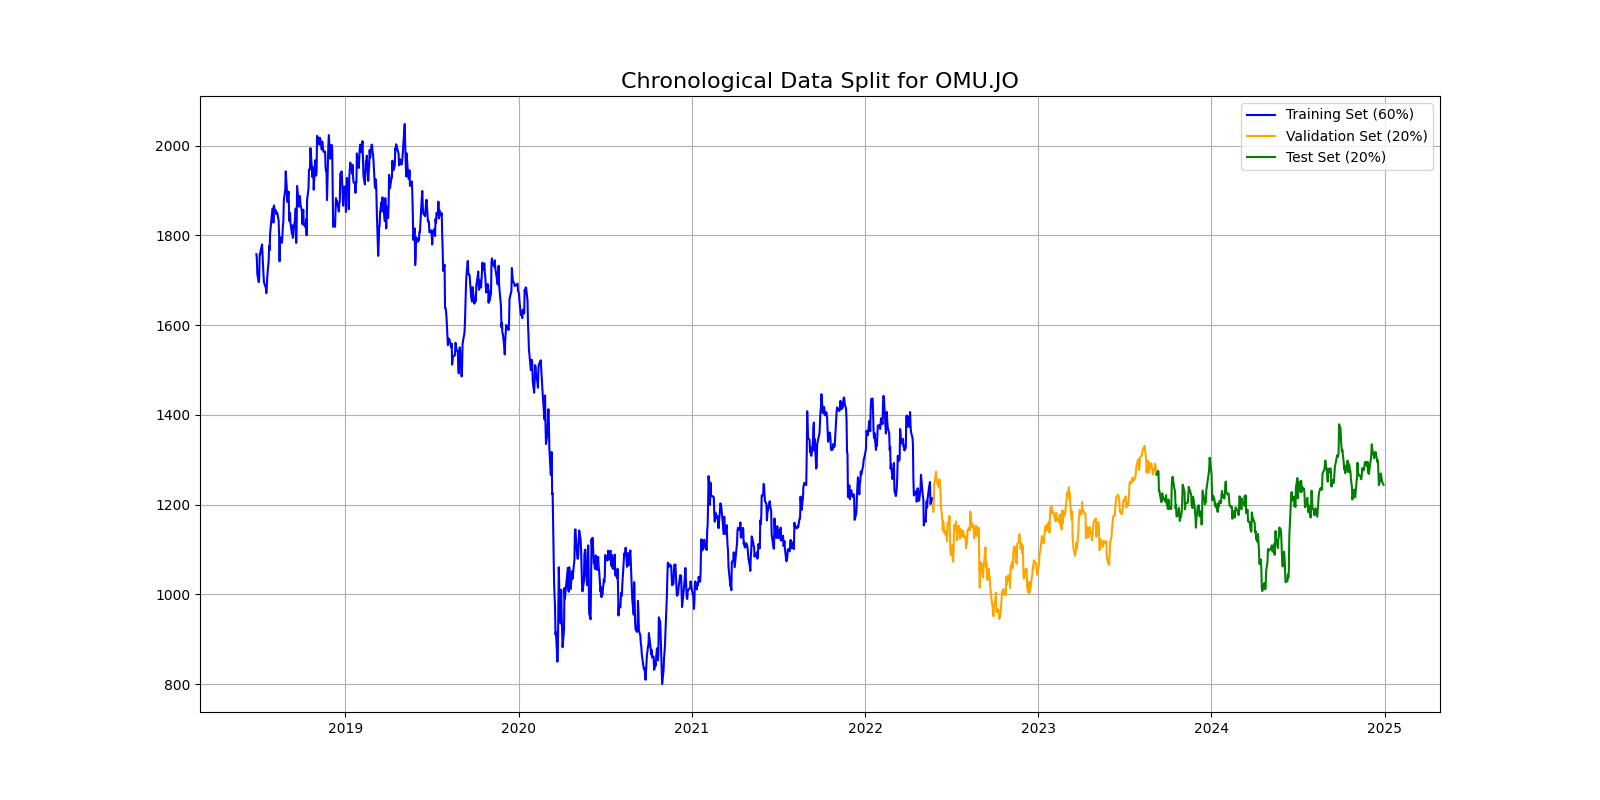 Chronological Data Split for OMU.JO
Training Set (60%)
Validation Set (20%)
Test Set (20%)
2000
1800
1600
1400
1200
1000
800
2019 2020 2021 2022 2023 2024 2025